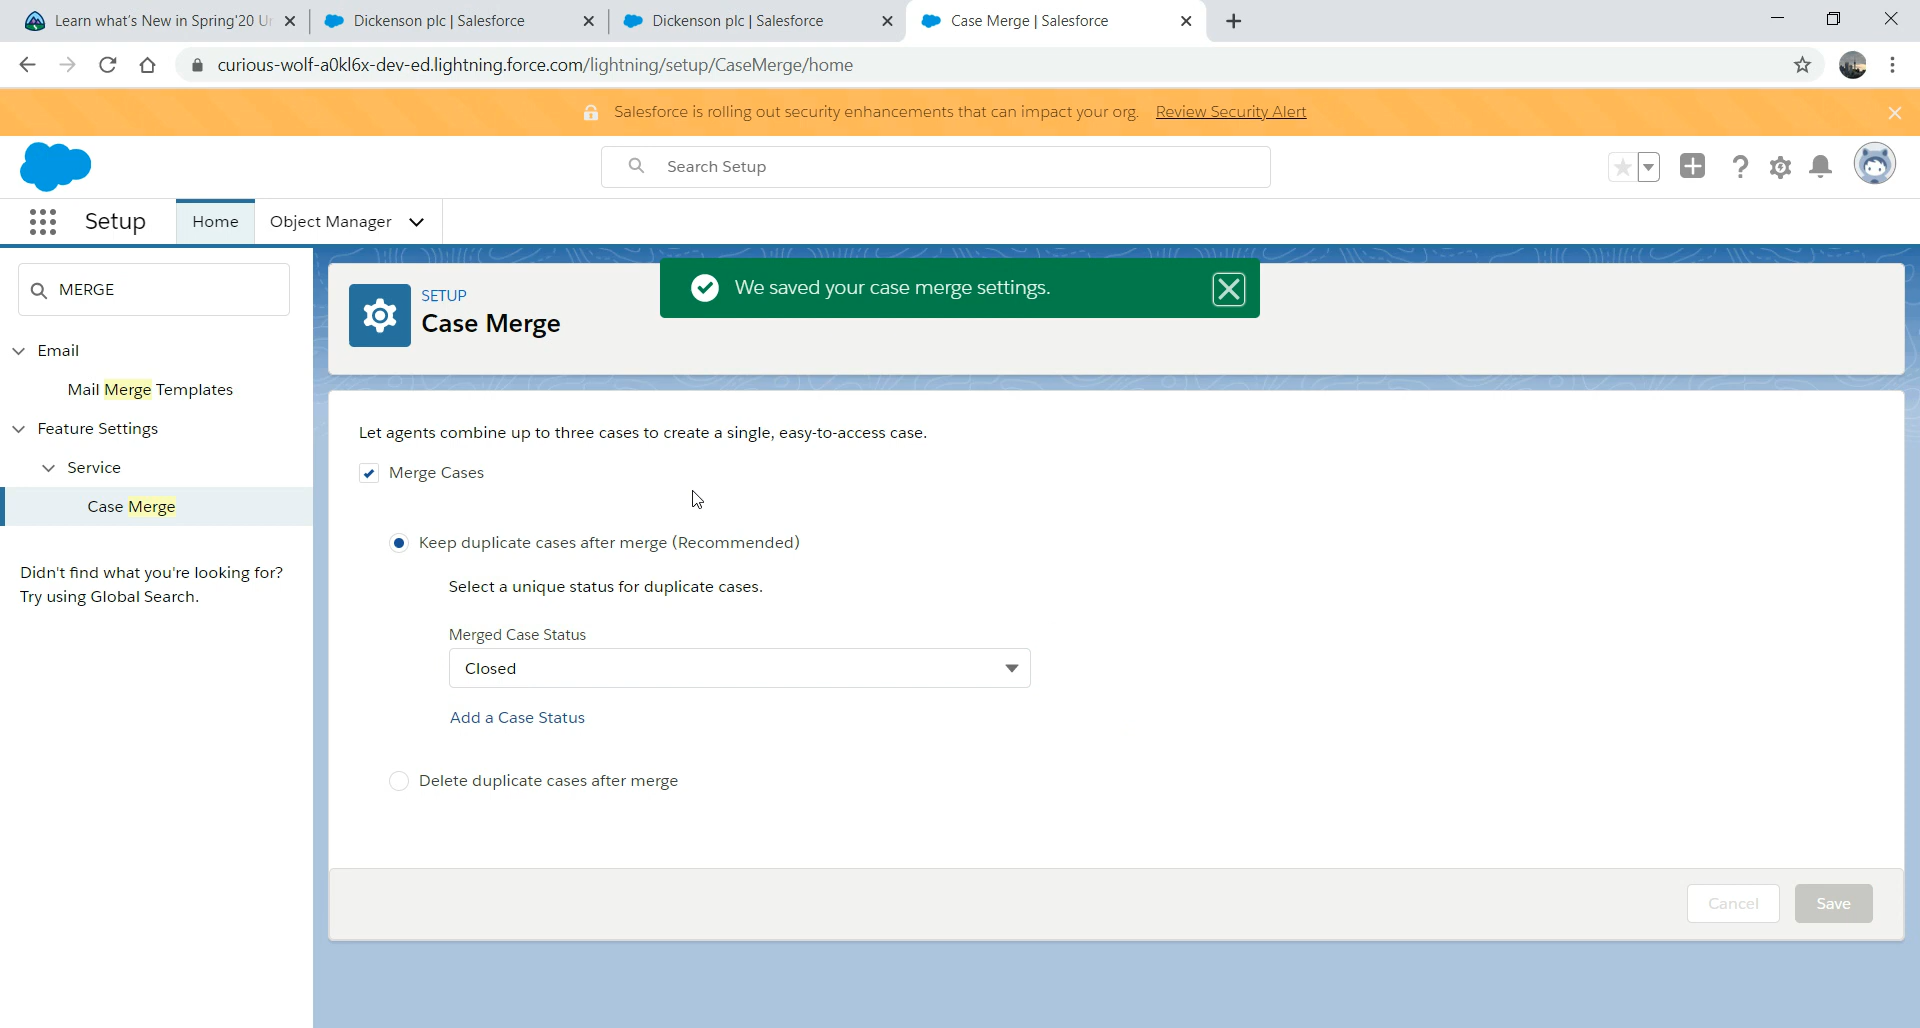 Learn what's New in Spring'20 Ur
Dickenson plc | Salesforce
Dickenson plc | Salesforce
Case Merge | Salesforce
curious-wolf-a0kl6x-dev-ed.lightning.force.com/lightning/setup/CaseMerge/home
Salesforce is rolling out security enhancements that can impact your org. Review Security Alert
Search Setup
Setup
Home
Object Manager
MERGE
Email
Mail Merge Templates
Feature Settings
Service
Case Merge
Didn't find what you're looking for?
Try using Global Search.
SETUP
Case Merge
We saved your case merge settings.
Let agents combine up to three cases to create a single, easy-to-access case.
Merge Cases
Keep duplicate cases after merge (Recommended)
Select a unique status for duplicate cases.
Merged Case Status
Closed
Add a Case Status
Delete duplicate cases after merge
Cancel
Save